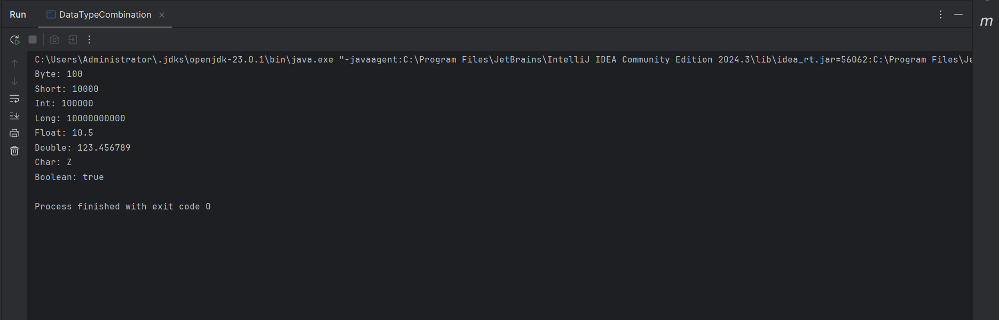 Run DataTypeCombination
m
C:\Users\Administrator\.jdks\openjdk-23.0.1\bin\java.exe "-javaagent:C:\Program Files\JetBrains\IntelliJ IDEA Community Edition 2024.3\lib\idea_rt.jar=56062:C:\Program Files\Je
Byte: 100
Short: 10000
Int: 100000
Long: 10000000000
Float: 10.5
Double: 123.456789
Char: Z
Boolean: true
Process finished with exit code 0